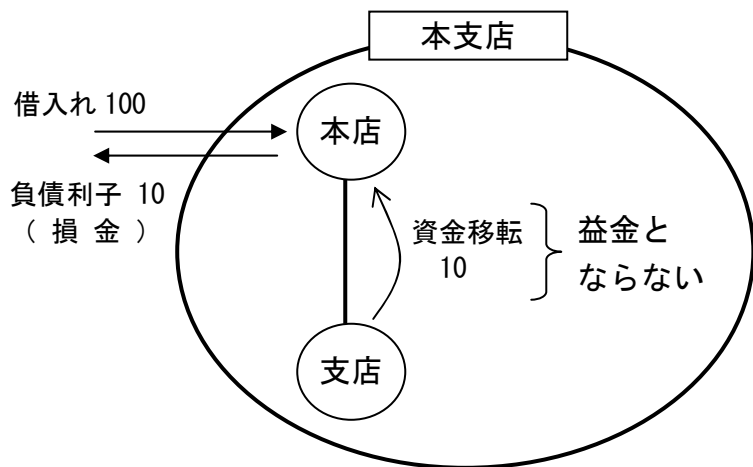 本支店
借入れ 100
本店
負債利子 10
(損金)
資金移転
10
益金と
ならない
支店